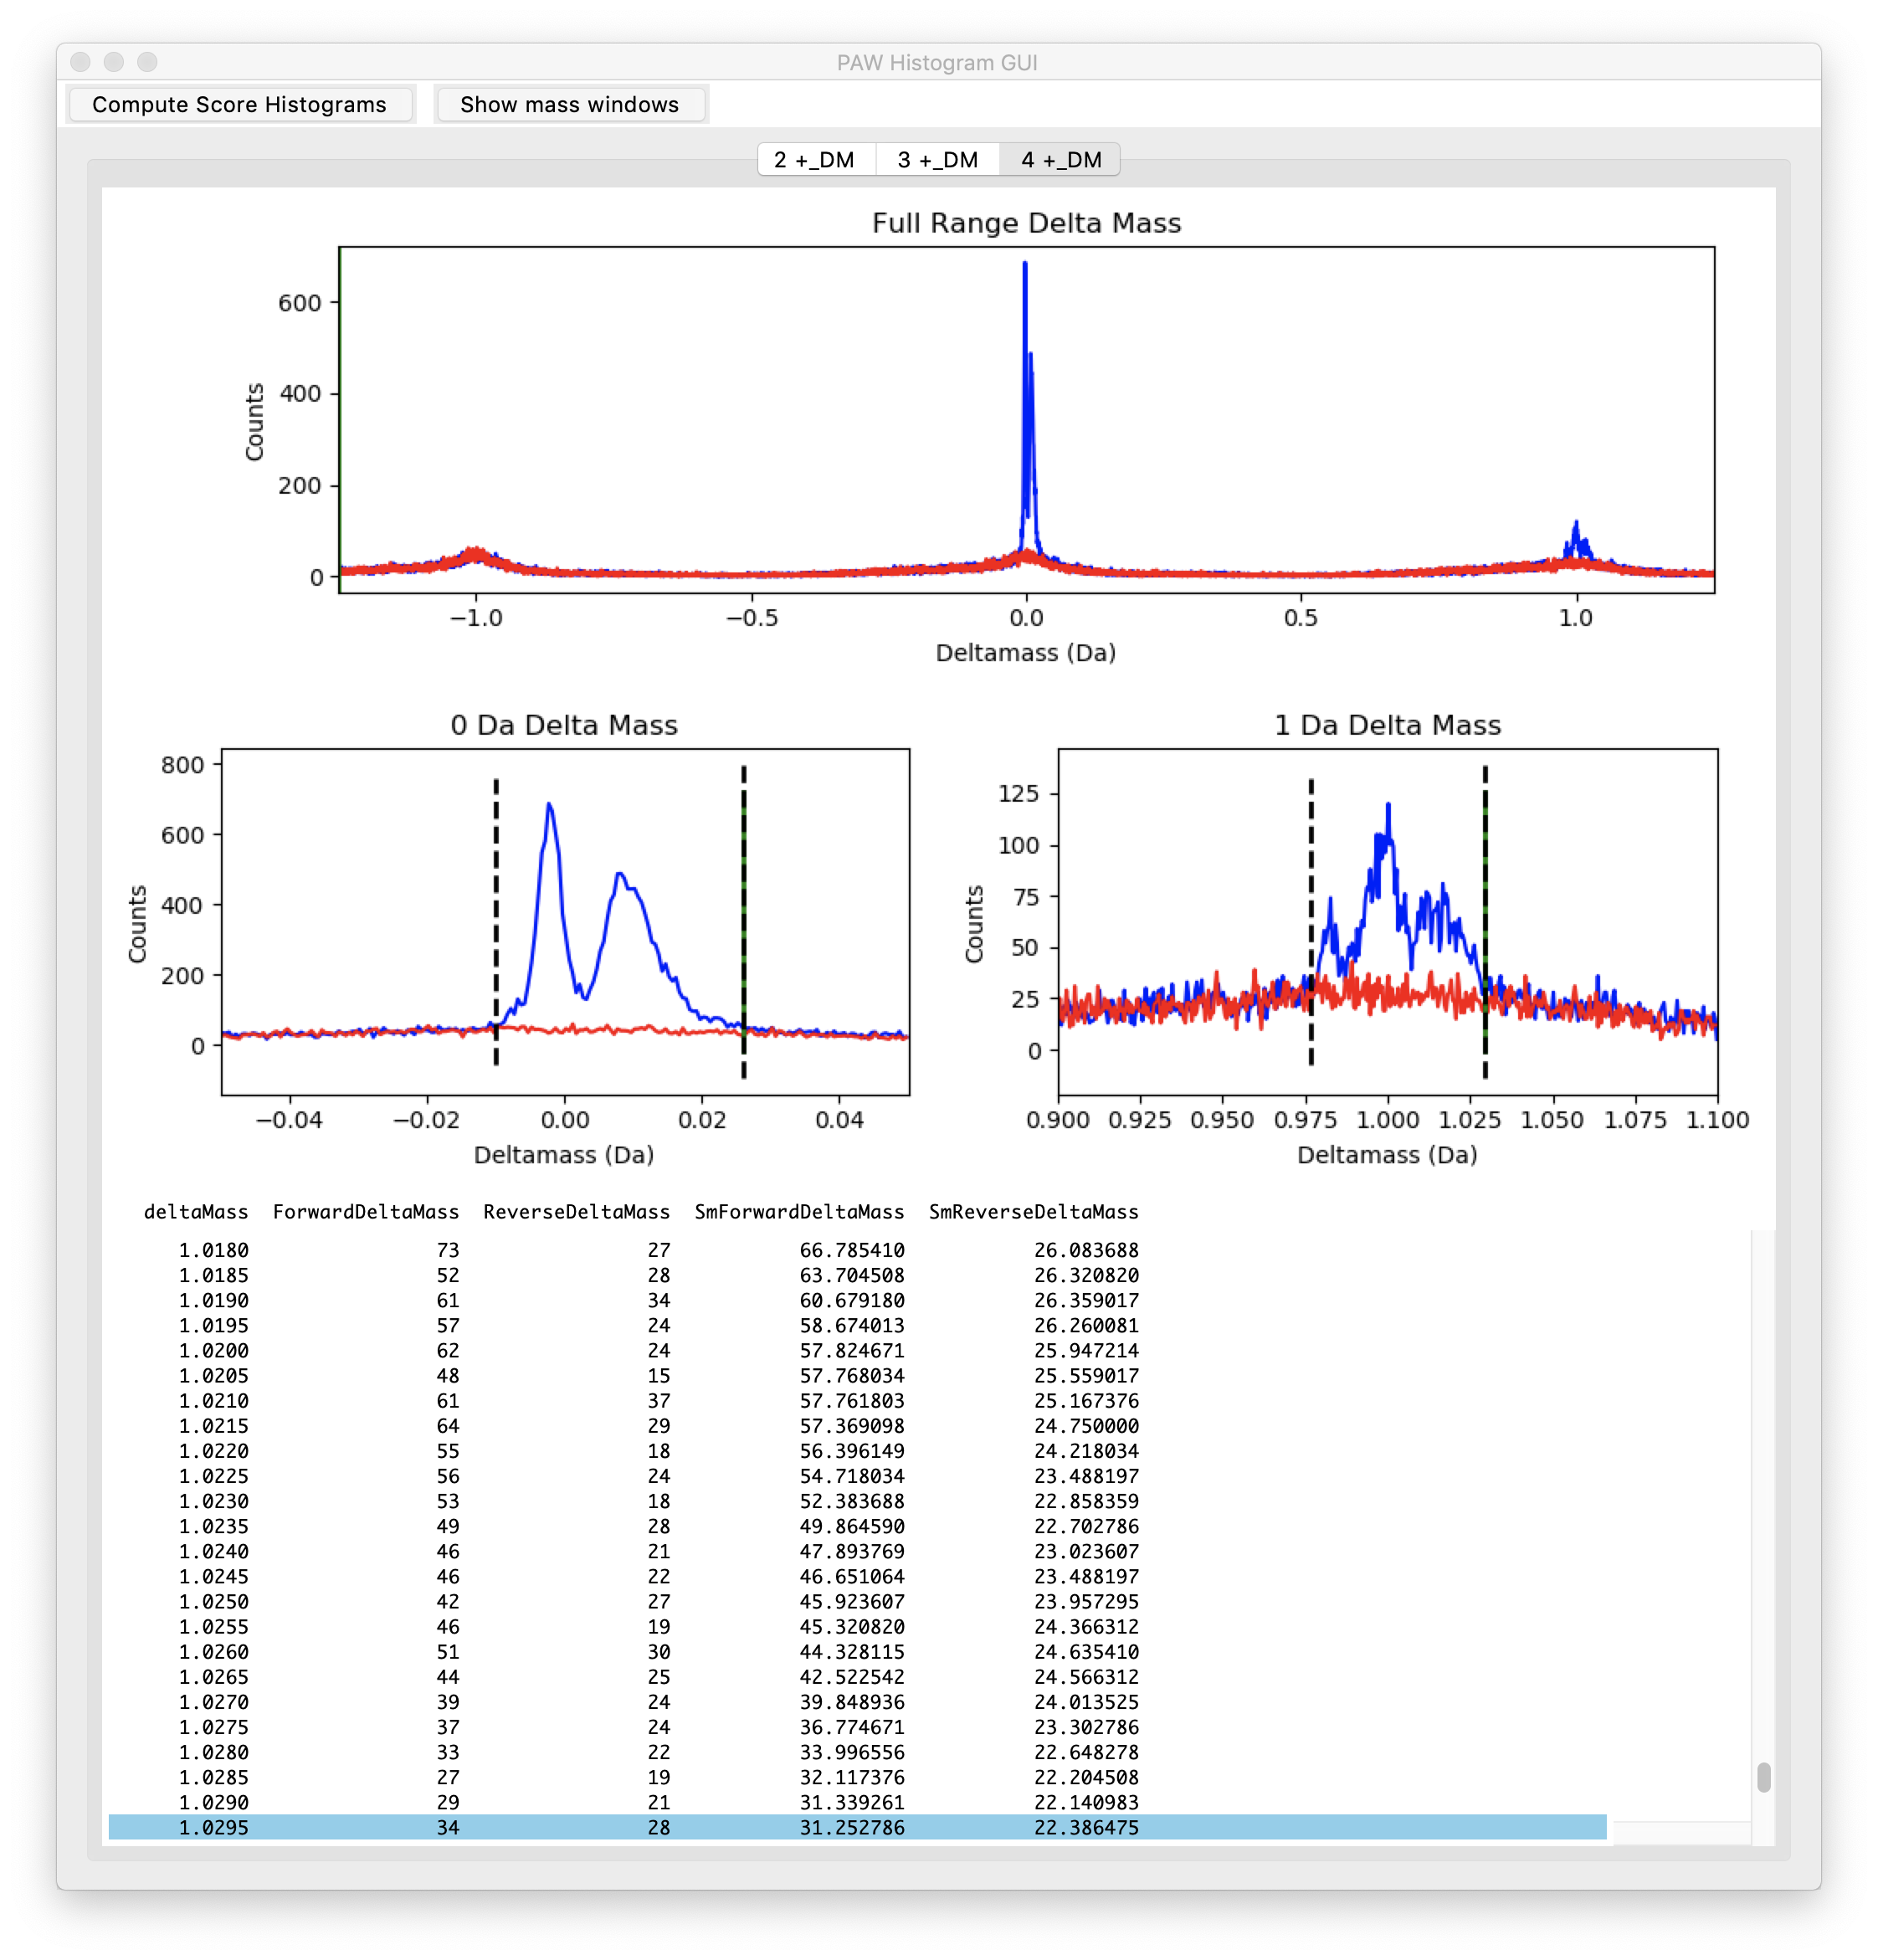 PAW Histogram GUI
Compute Score Histograms Show mass windows
2 +_DM 3 +_DM 4 +_DM
Full Range Delta Mass
600
400
200
0
Counts
−1.0 −0.5 0.0 0.5 1.0
Deltamass (Da)
0 Da Delta Mass
800
600
400
200
0
Counts
−0.04 −0.02 0.00 0.02 0.04
Deltamass (Da)
1 Da Delta Mass
125
100
75
50
25
0
Counts
0.900 0.925 0.950 0.975 1.000 1.025 1.050 1.075 1.100
Deltamass (Da)
deltaMass ForwardDeltaMass ReverseDeltaMass SmForwardDeltaMass SmReverseDeltaMass
1.0180 73 27 66.785410 26.083688
1.0185 52 28 63.704508 26.320820
1.0190 61 34 60.679180 26.359017
1.0195 57 24 58.674013 26.260081
1.0200 62 24 57.824671 25.947214
1.0205 48 15 57.768034 25.559017
1.0210 61 37 57.761803 25.167376
1.0215 64 29 57.369098 24.750000
1.0220 55 18 56.396149 24.218034
1.0225 56 24 54.718034 23.488197
1.0230 53 18 52.383688 22.858359
1.0235 49 28 49.864590 22.702786
1.0240 46 21 47.893769 23.023607
1.0245 46 22 46.651064 23.488197
1.0250 42 27 45.923607 23.957295
1.0255 46 19 45.320820 24.366312
1.0260 51 30 44.328115 24.635410
1.0265 44 25 42.522542 24.566312
1.0270 39 24 39.848936 24.013525
1.0275 37 24 36.774671 23.302786
1.0280 33 22 33.996556 22.648278
1.0285 27 19 32.117376 22.204508
1.0290 29 21 31.339261 22.140983
1.0295 34 28 31.252786 22.386475